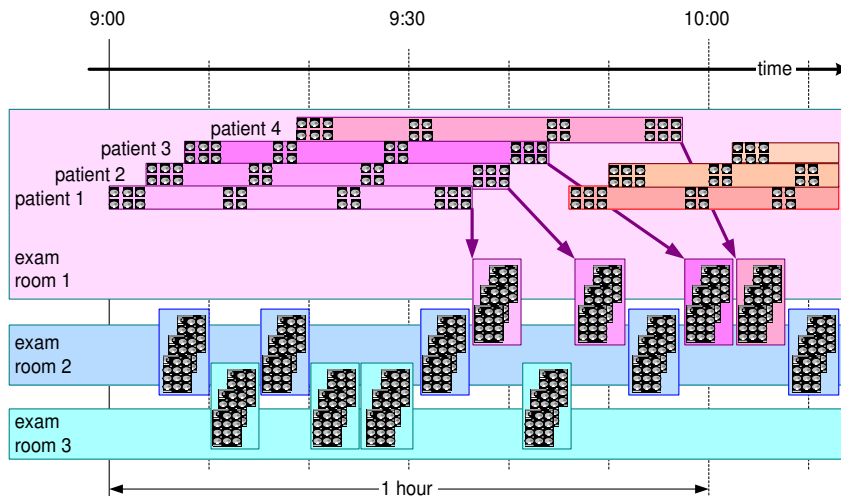 9:00
9:30
10:00
time
patient 4
patient 3
patient 2
patient 1
exam
room 1
exam
room 2
exam
room 3
1 hour